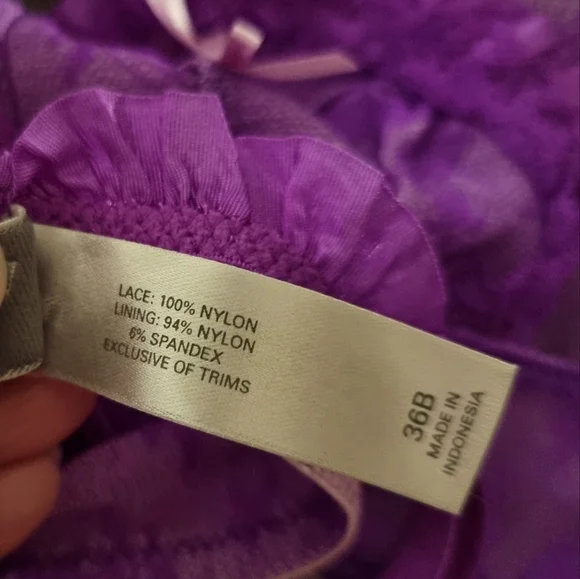 LACE: 100% NYLON
LINING: 94% NYLON
6% SPANDEX
EXCLUSIVE OF TRIMS
36B
MADE IN
INDONESIA